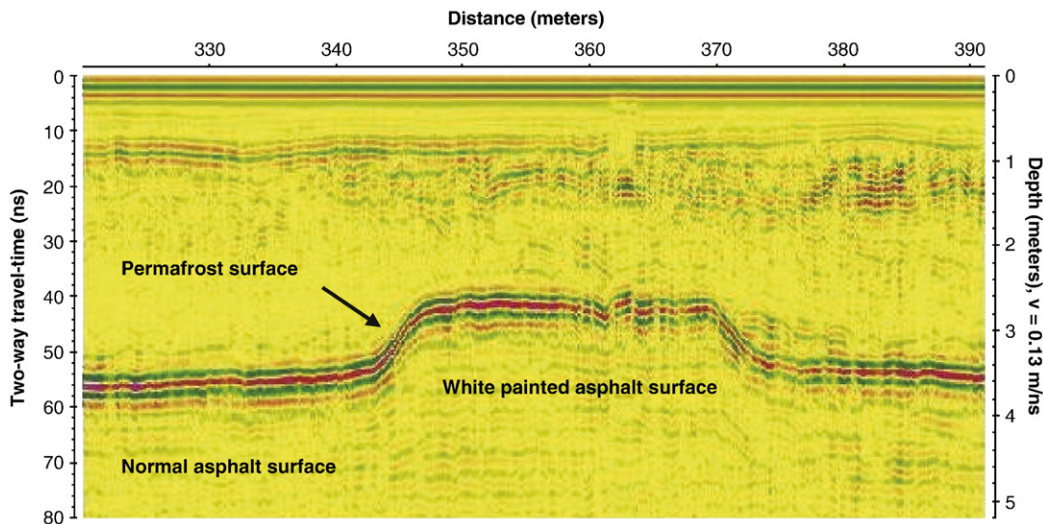 Distance (meters)
330 340 350 360 370 380 390
Two-way travel-time (ns)
0
10
20
30
40
50
60
70
80
Permafrost surface
White painted asphalt surface
Normal asphalt surface
0
1
2
3
4
5
Depth (meters), v = 0.13 m/ns